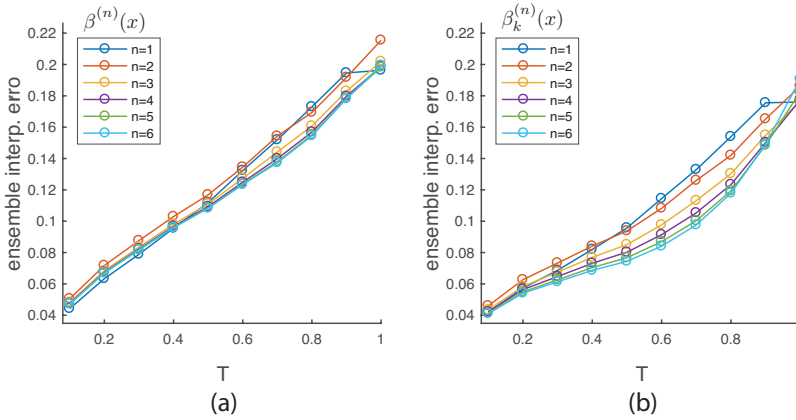 β^(n)(x)
n=1
n=2
n=3
n=4
n=5
n=6
0.22
0.2
0.18
0.16
0.14
0.12
0.1
0.08
0.06
0.04
ensemble interp. erro
0.2
0.4
0.6
0.8
1
T
(a)
β_k^(n)(x)
n=1
n=2
n=3
n=4
n=5
n=6
0.22
0.2
0.18
0.16
0.14
0.12
0.1
0.08
0.06
0.04
ensemble interp. erro
0.2
0.4
0.6
0.8
T
(b)